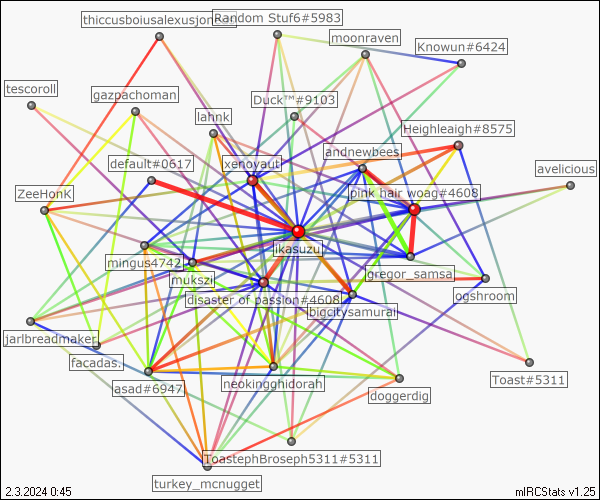 thiccusboiusalexusjon
Random Stuf6#5983
moonraven
Knowun#6424
tescoroll
gazpachoman
lahnk
Duck™#9103
Heighleaigh#8575
default#0617
xenoyaut
andnewbees
avelicious
ZeeHonK
pink hair woag#4608
ikasuzu
mingus4742
mukszi
gregor_samsa
disaster of passion#4608
bigcitysamurai
ogshroom
jarlbreadmaker
facadas.
asad#6947
neokingghidorah
doggerdig
Toast#5311
ToastephBroseph5311#5311
turkey_mcnugget
2.3.2024 0:45
mIRCStats v1.25